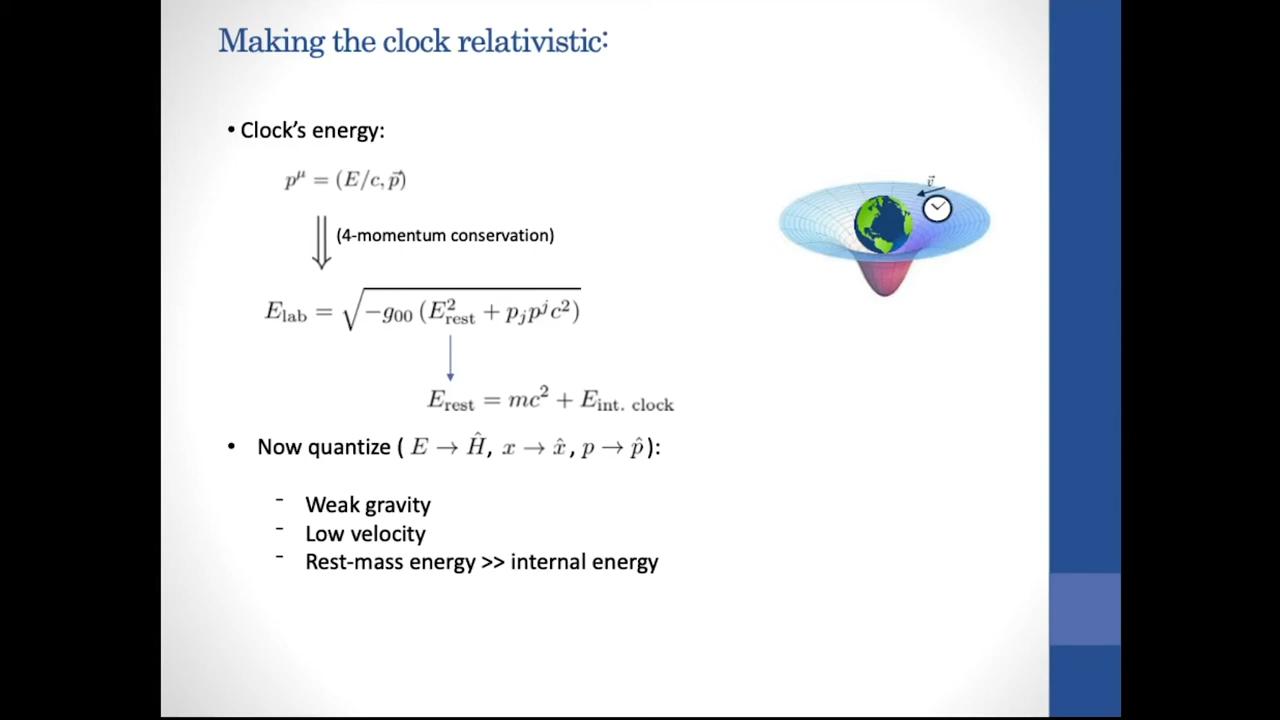 Making the clock relativistic:
• Clock's energy:
p^μ = (E/c, p⃗)
(4-momentum conservation)
E_lab = √(−g_00 (E²_rest + p_j p^j c²))
E_rest = mc² + E_int. clock
• Now quantize ( E → Ĥ, x → x̂, p → p̂ ):
- Weak gravity
- Low velocity
- Rest-mass energy >> internal energy
v⃗